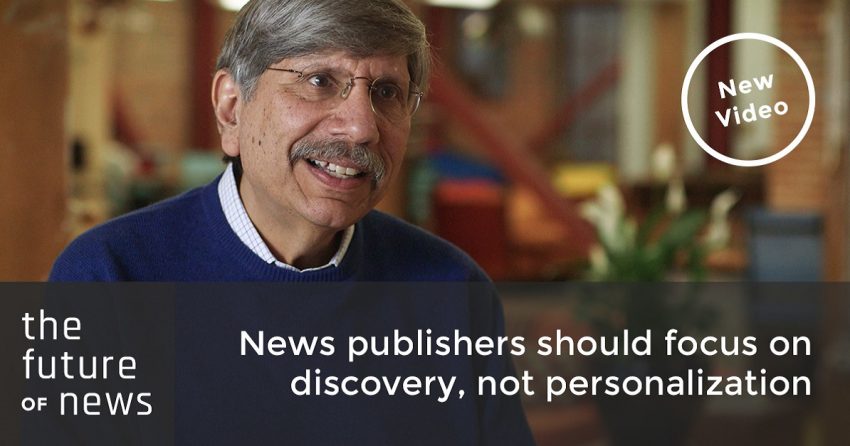 New
Video
the
future
OF news
News publishers should focus on
discovery, not personalization